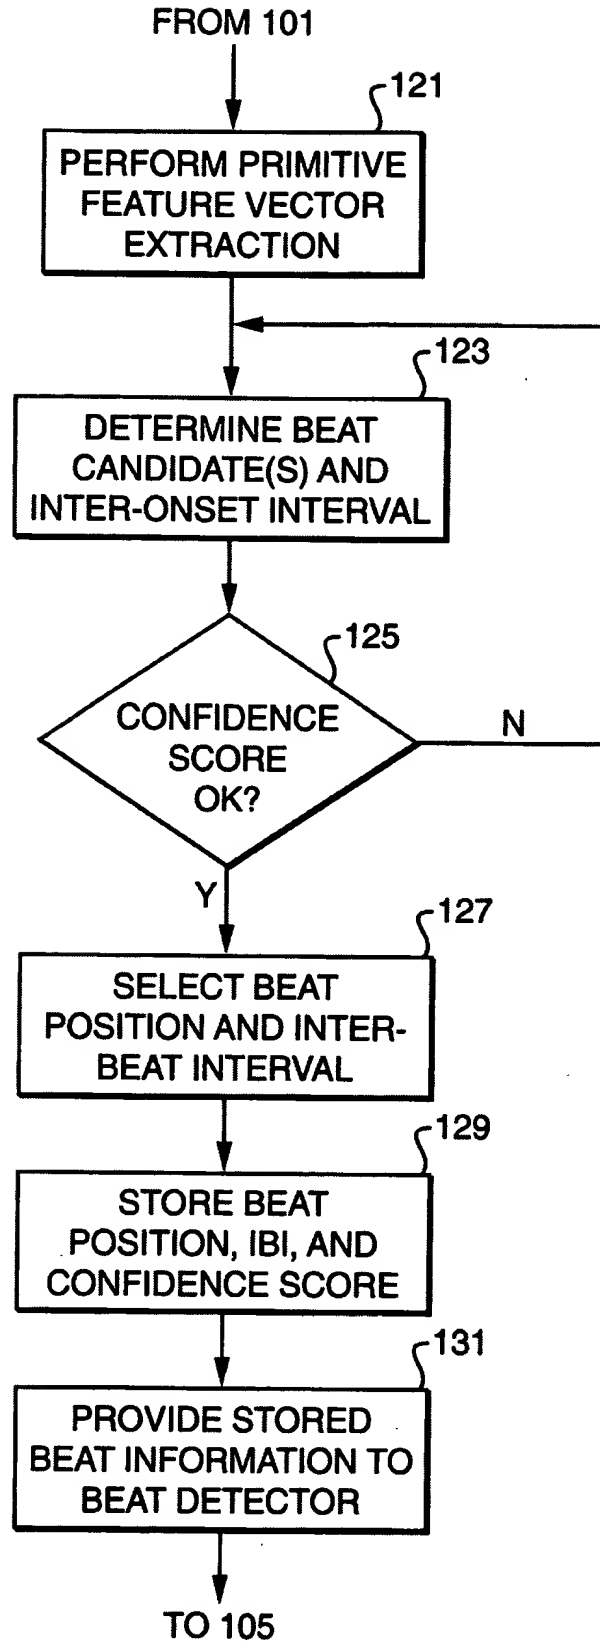 FROM 101
121
PERFORM PRIMITIVE
FEATURE VECTOR
EXTRACTION
123
DETERMINE BEAT
CANDIDATE(S) AND
INTER-ONSET INTERVAL
125
CONFIDENCE
SCORE
OK?
N
Y
127
SELECT BEAT
POSITION AND INTER-
BEAT INTERVAL
129
STORE BEAT
POSITION, IBI, AND
CONFIDENCE SCORE
131
PROVIDE STORED
BEAT INFORMATION TO
BEAT DETECTOR
TO 105